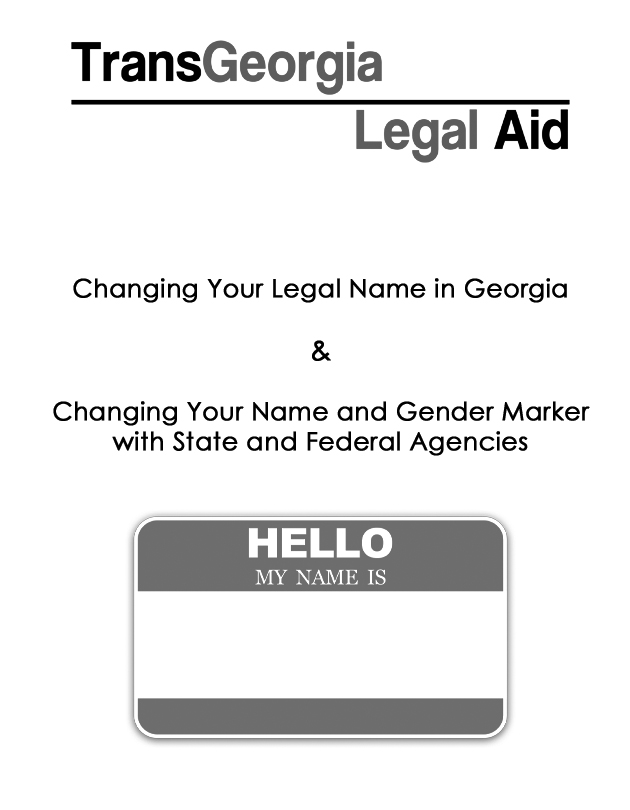 TransGeorgia
Legal Aid
Changing Your Legal Name in Georgia
&
Changing Your Name and Gender Marker
with State and Federal Agencies
HELLO
MY NAME IS